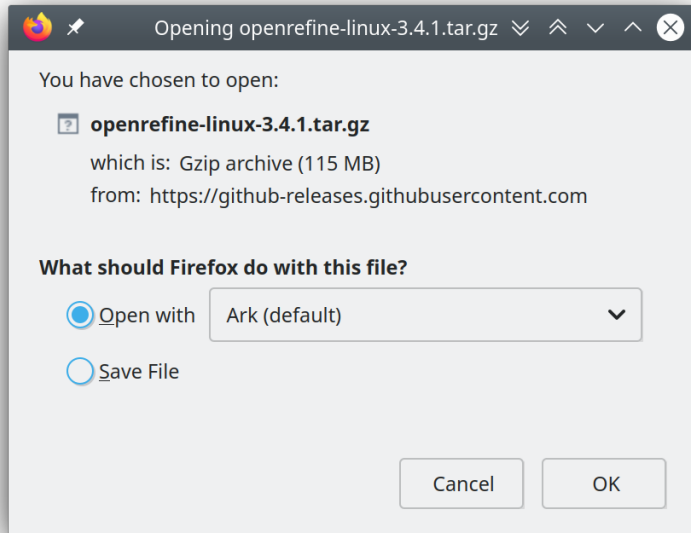 Opening openrefine-linux-3.4.1.tar.gz
You have chosen to open:
openrefine-linux-3.4.1.tar.gz
which is: Gzip archive (115 MB)
from: https://github-releases.githubusercontent.com
What should Firefox do with this file?
Open with Ark (default)
Save File
Cancel OK